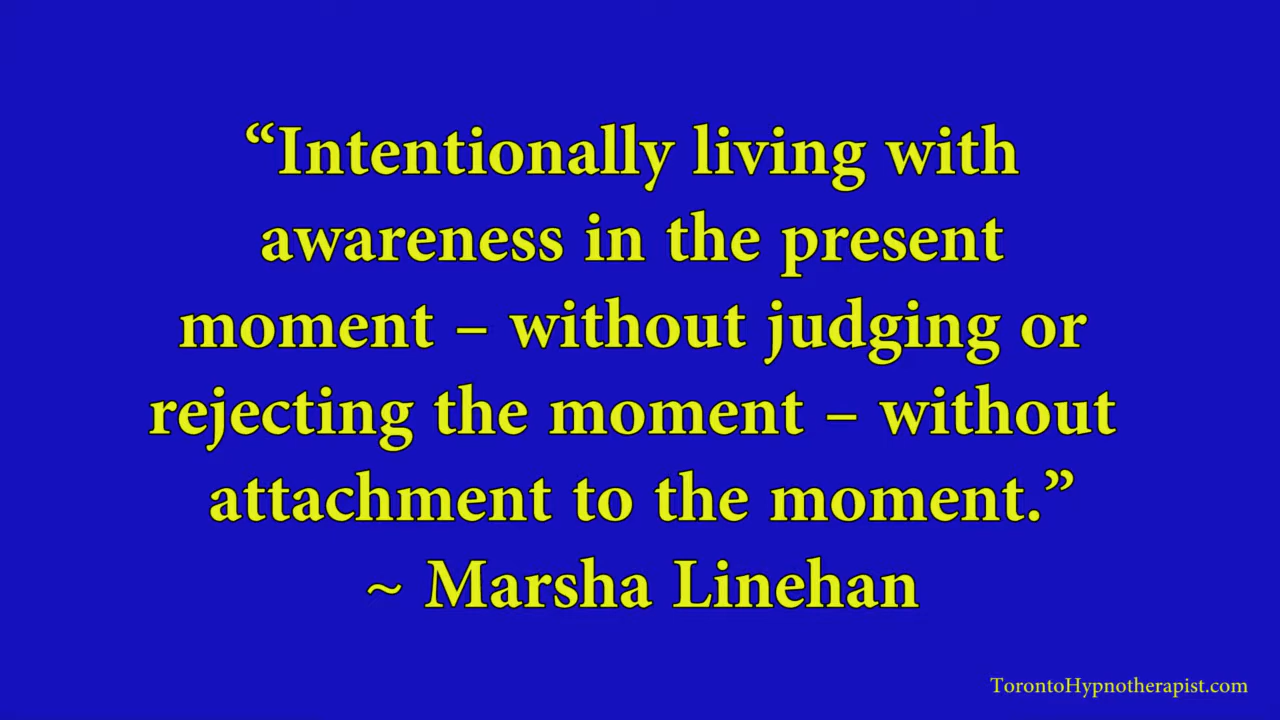 “Intentionally living with
awareness in the present
moment – without judging or
rejecting the moment – without
attachment to the moment.”
~ Marsha Linehan
TorontoHypnotherapist.com